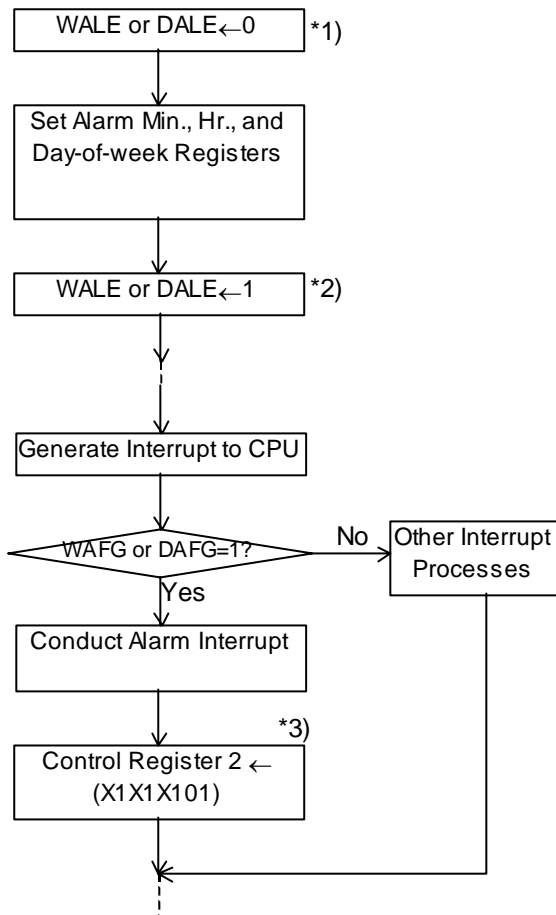 WALE or DALE←0
*1)
Set Alarm Min., Hr., and
Day-of-week Registers
WALE or DALE←1
*2)
Generate Interrupt to CPU
WAFG or DAFG=1?
No
Other Interrupt
Processes
Yes
Conduct Alarm Interrupt
*3)
Control Register 2 ←
(X1X1X101)